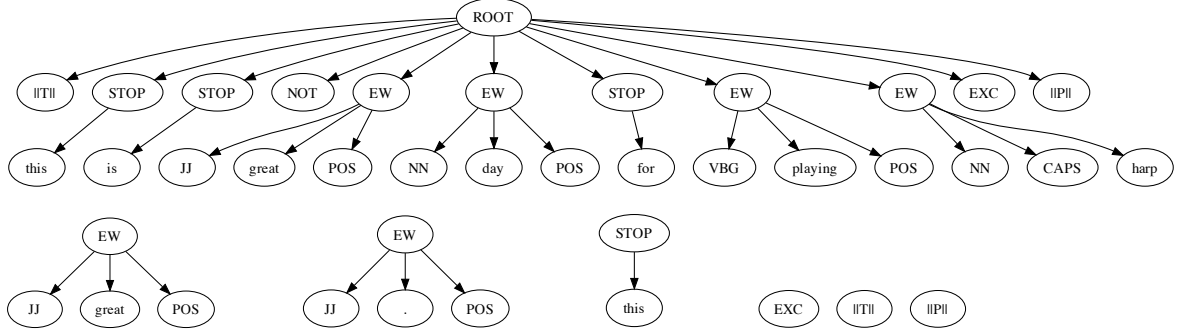 ROOT
||T|| STOP STOP NOT EW EW STOP EW EW EXC ||P||
this is JJ great POS NN day POS for VBG playing POS NN CAPS harp
EW EW STOP
JJ great POS JJ . POS this EXC ||T|| ||P||